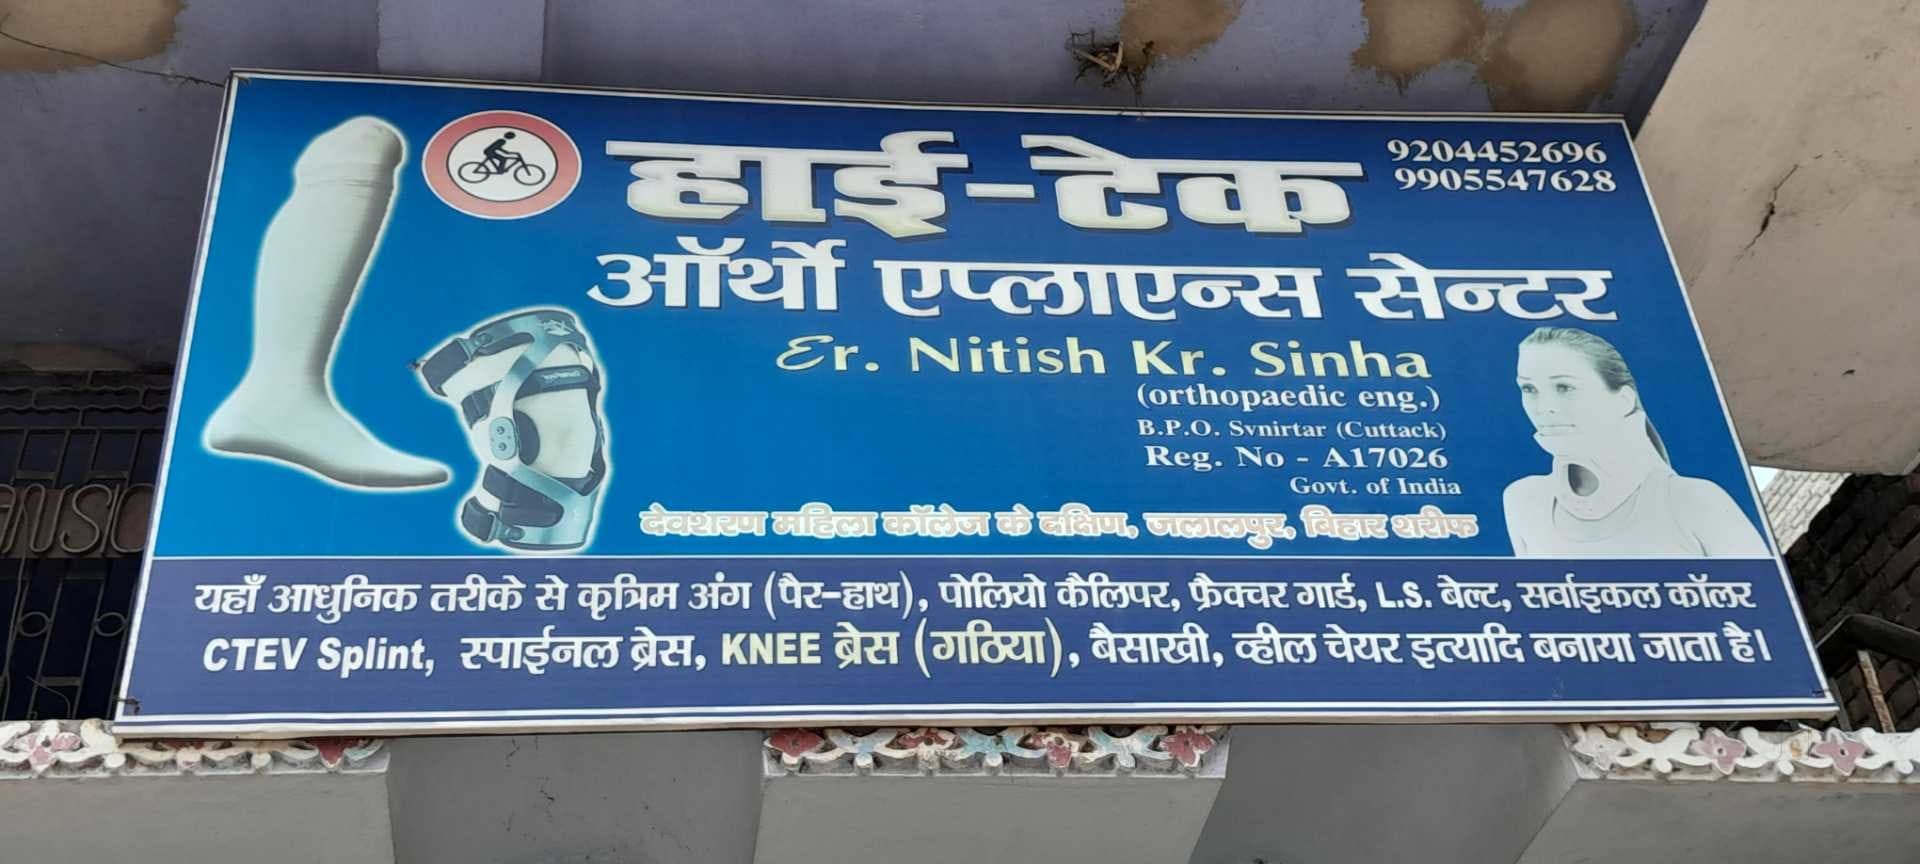 हाई-टेक
9204452696
9905547628
ऑर्थो एप्लाएन्स सेन्टर
Er. Nitish Kr. Sinha
(orthopaedic eng.)
B.P.O. Svnirtar (Cuttack)
Reg. No - A17026
Govt. of India
देवशरण महिला कॉलेज के दक्षिण, जलालपुर, बिहार शरीफ
यहाँ आधुनिक तरीके से कृत्रिम अंग (पैर-हाथ), पोलियो कैलिपर, फ्रैक्चर गार्ड, L.S. बेल्ट, सर्वाइकल कॉलर
CTEV Splint, स्पाईनल ब्रेस, KNEE ब्रेस (गठिया), बैसाखी, व्हील चेयर इत्यादि बनाया जाता है।